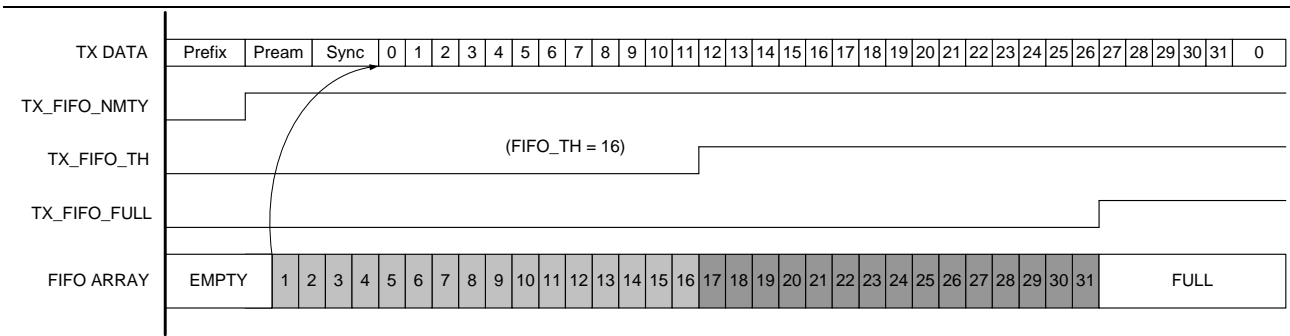 TX DATA Prefix Pream Sync 0 1 2 3 4 5 6 7 8 9 10 11 12 13 14 15 16 17 18 19 20 21 22 23 24 25 26 27 28 29 30 31 0
TX_FIFO_NMTY
TX_FIFO_TH (FIFO_TH = 16)
TX_FIFO_FULL
FIFO ARRAY EMPTY 1 2 3 4 5 6 7 8 9 10 11 12 13 14 15 16 17 18 19 20 21 22 23 24 25 26 27 28 29 30 31 FULL